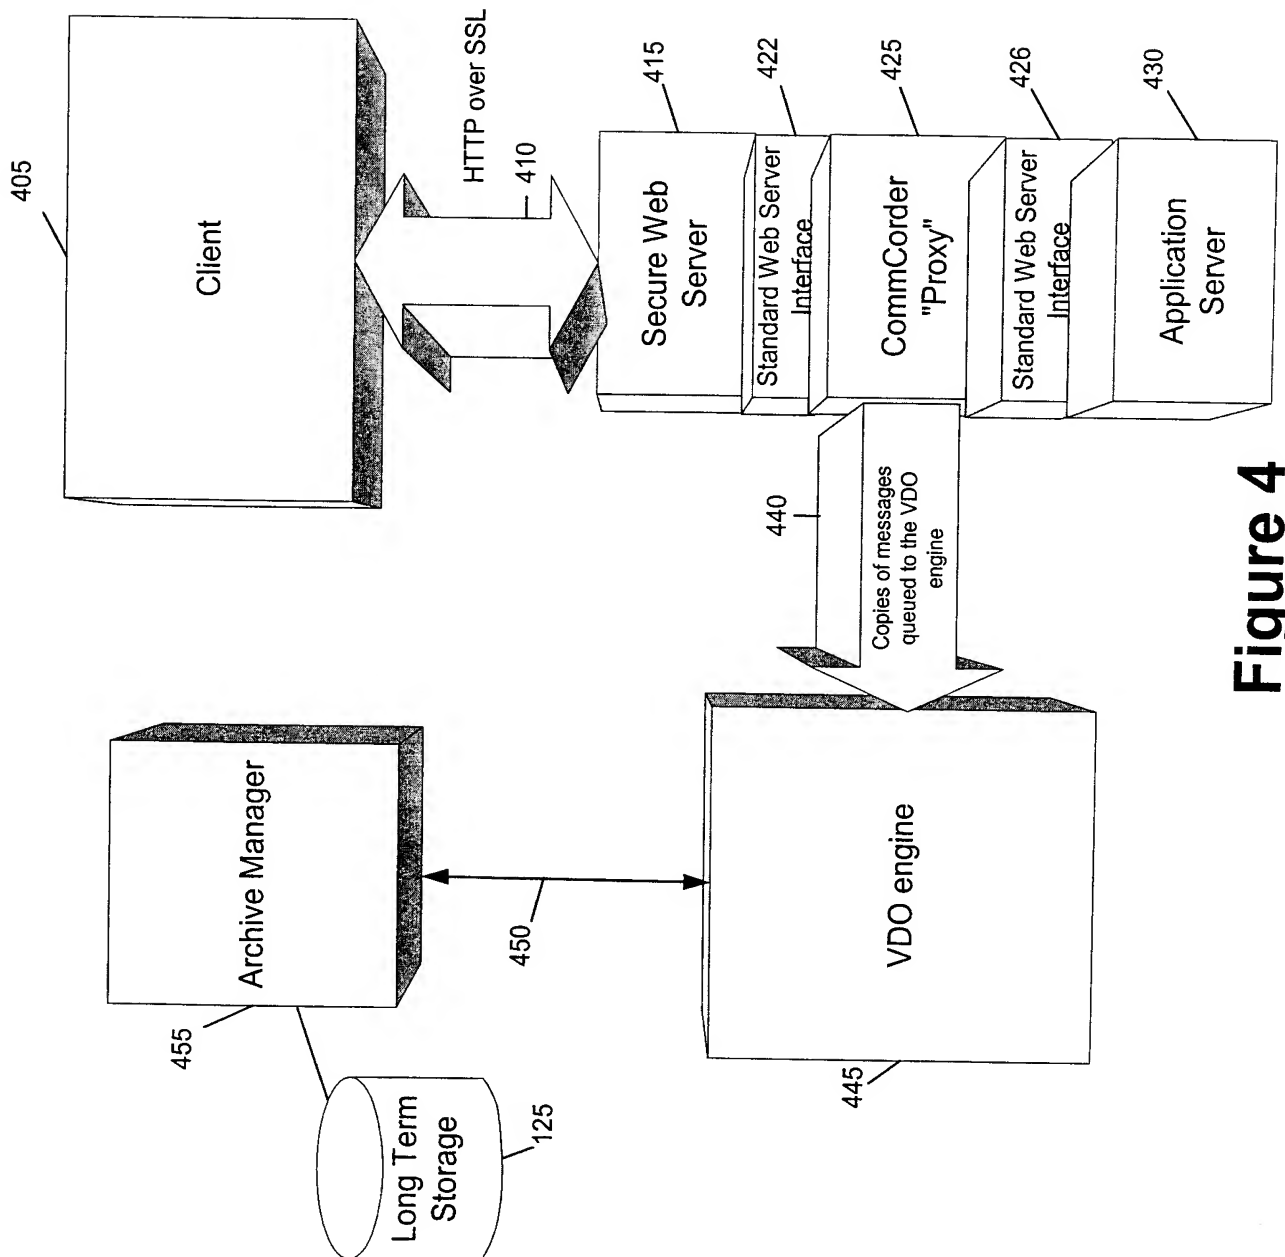 405
Client
Archive Manager
455
Long Term
Storage
125
HTTP over SSL
410
450
Secure Web
Server
415
Standard Web Server
Interface
422
440
Copies of messages
queued to the VDO
engine
CommCorder
"Proxy"
425
VDO engine
445
Standard Web Server
Interface
426
Application
Server
430
Figure 4